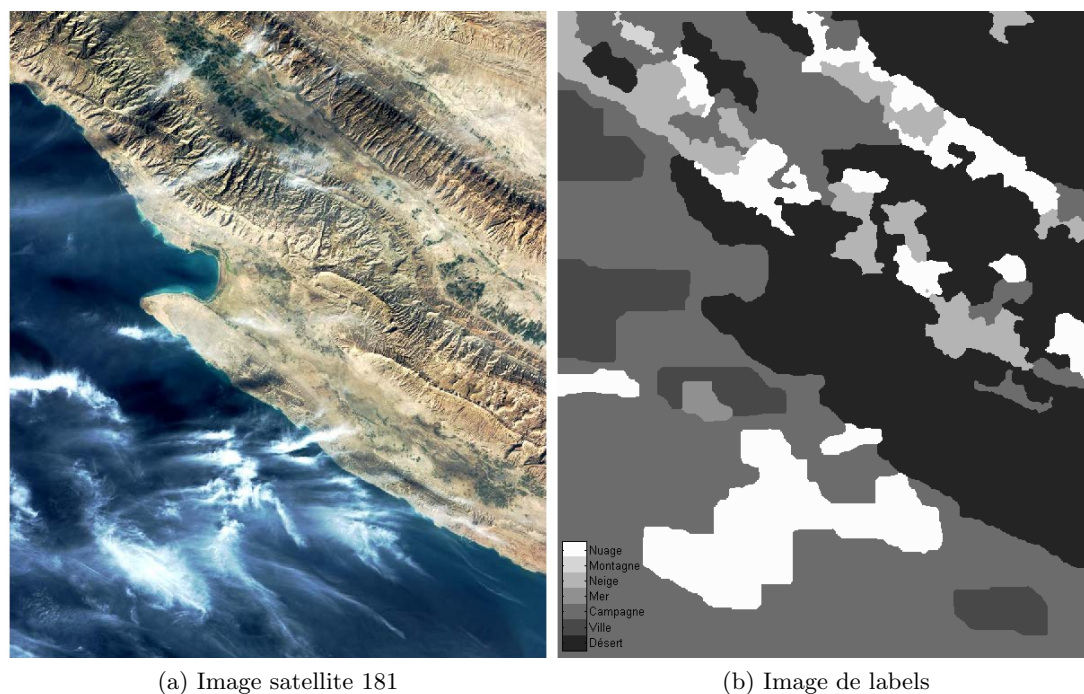 Nuage
Montagne
Neige
Mer
Campagne
Ville
Désert
(a) Image satellite 181
(b) Image de labels